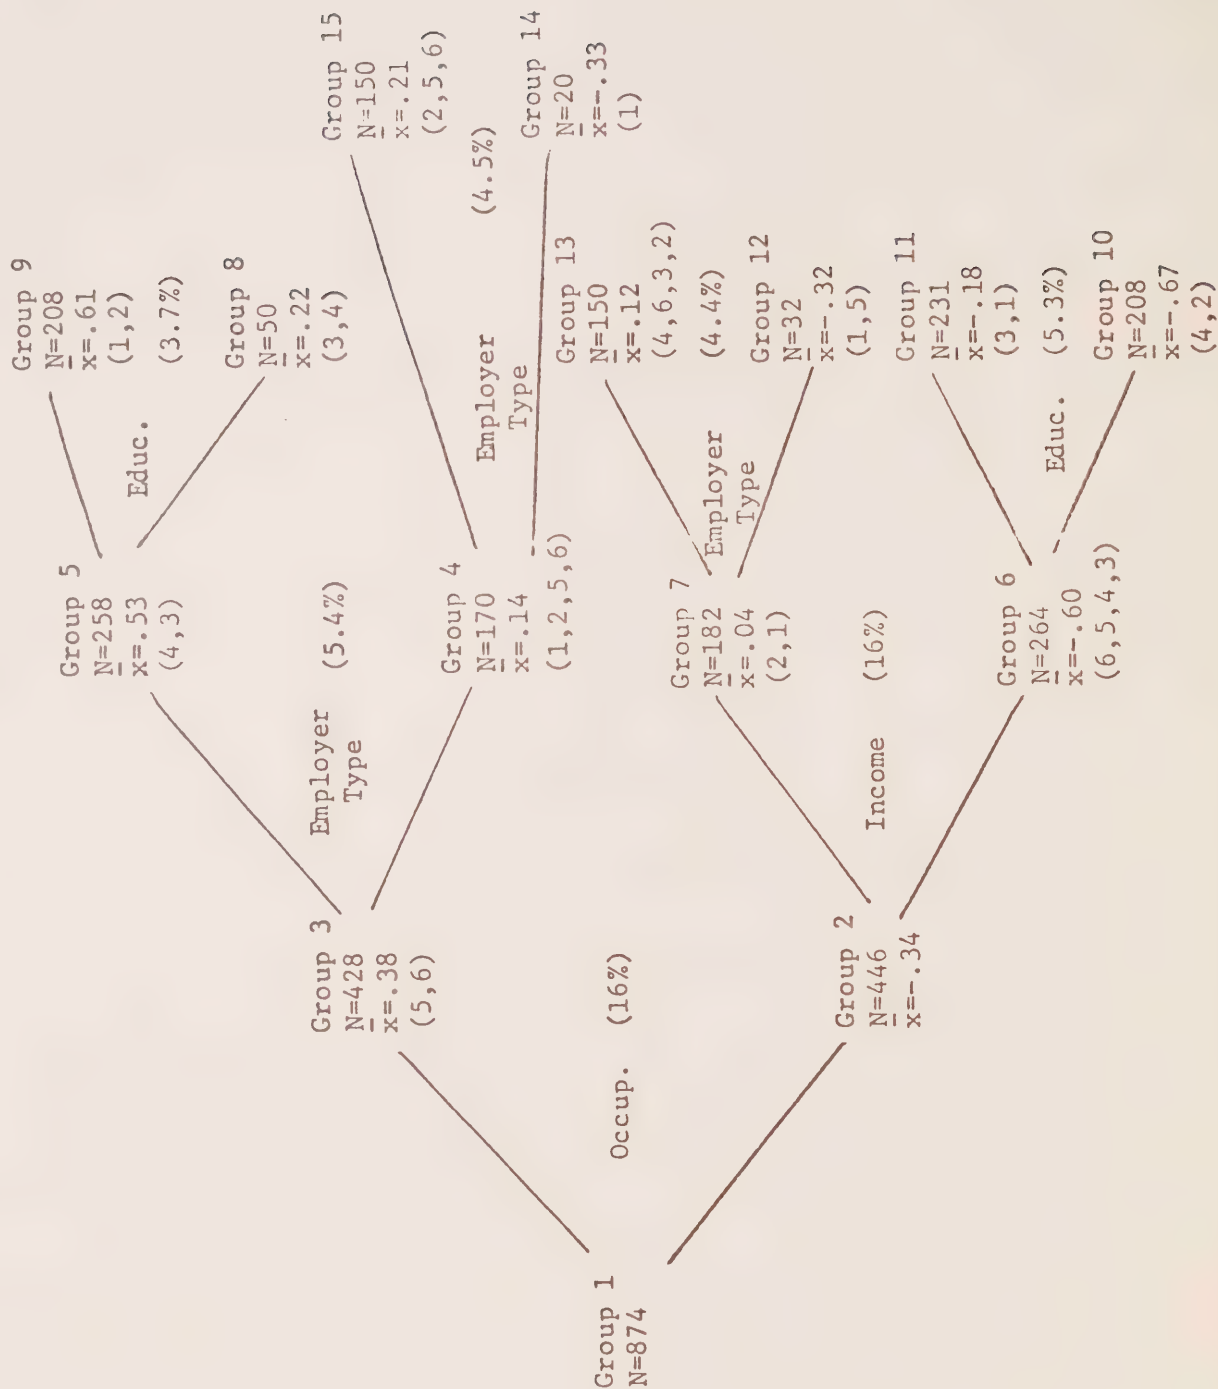 Group 1
N=874
Occup. (16%)
Group 3
N=428
x=.38
(5,6)
Group 2
N=446
x=-.34
Employer
Type
(5.4%)
Income (16%)
Group 5
N=258
x=.53
(4,3)
Group 4
N=170
x=.14
(1,2,5,6)
Group 7
N=182
x=.04
(2,1)
Group 6
N=264
x=-.60
(6,5,4,3)
Educ.
Employer
Type
Employer
Type
Educ.
Group 9
N=208
x=.61
(1,2)
(3.7%)
Group 8
N=50
x=.22
(3,4)
Group 15
N=150
x=.21
(2,5,6)
(4.5%)
Group 14
N=20
x=-.33
(1)
Group 13
N=150
x=.12
(4,6,3,2)
(4.4%)
Group 12
N=32
x=-.32
(1,5)
Group 11
N=231
x=-.18
(3,1)
(5.3%)
Group 10
N=208
x=-.67
(4,2)